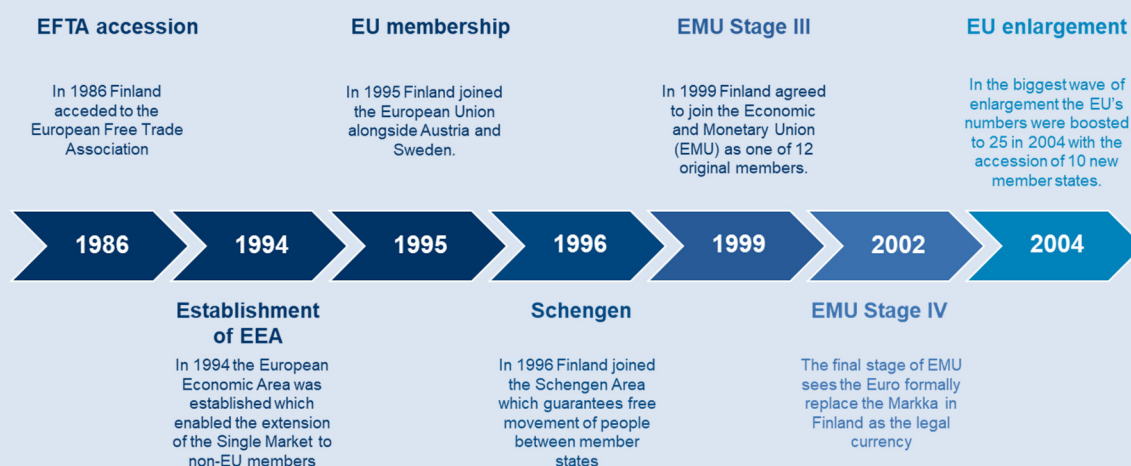 EFTA accession
In 1986 Finland
acceded to the
European Free Trade
Association
EU membership
In 1995 Finland joined
the European Union
alongside Austria and
Sweden.
EMU Stage III
In 1999 Finland agreed
to join the Economic
and Monetary Union
(EMU) as one of 12
original members.
EU enlargement
In the biggest wave of
enlargement the EU's
numbers were boosted
to 25 in 2004 with the
accession of 10 new
member states.
1986
1994
1995
1996
1999
2002
2004
Establishment
of EEA
In 1994 the European
Economic Area was
established which
enabled the extension
of the Single Market to
non-EU members
Schengen
In 1996 Finland joined
the Schengen Area
which guarantees free
movement of people
between member
states
EMU Stage IV
The final stage of EMU
sees the Euro formally
replace the Markka in
Finland as the legal
currency